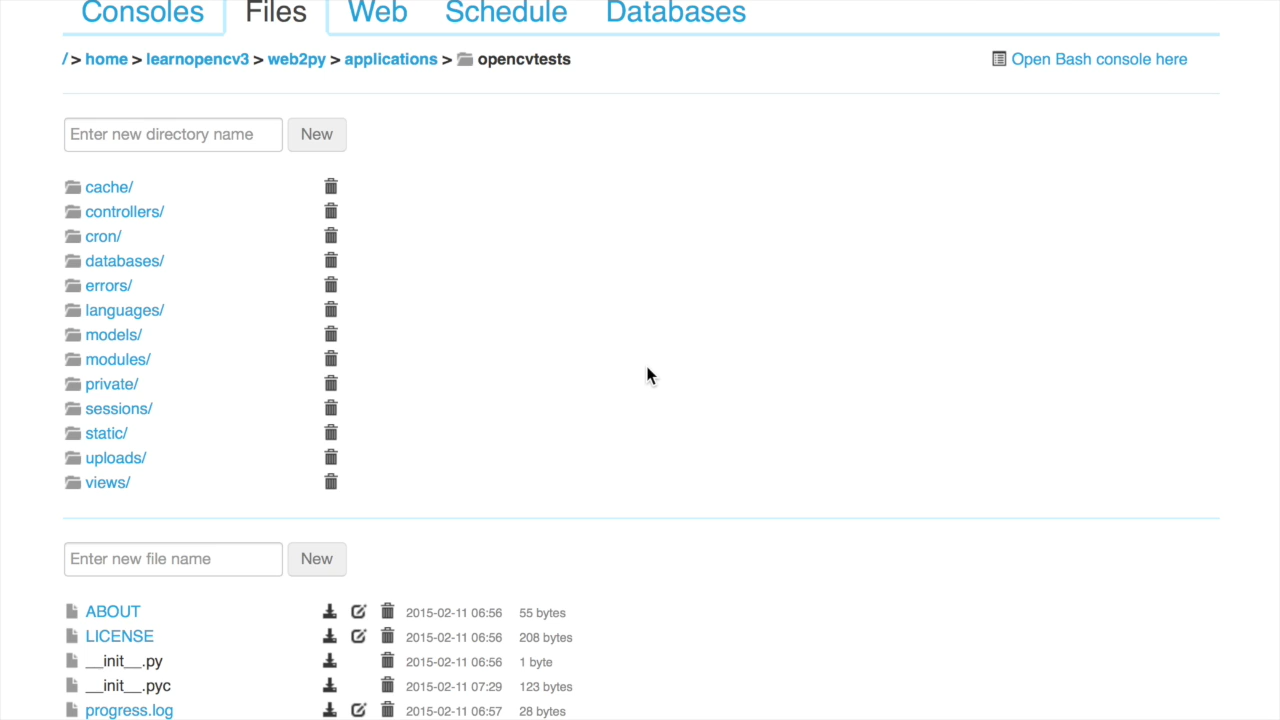 Consoles Files Web Schedule Databases
/ > home > learnopencv3 > web2py > applications > opencvtests Open Bash console here
Enter new directory name New
cache/
controllers/
cron/
databases/
errors/
languages/
models/
modules/
private/
sessions/
static/
uploads/
views/
Enter new file name New
ABOUT 2015-02-11 06:56 55 bytes
LICENSE 2015-02-11 06:56 208 bytes
__init__.py 2015-02-11 06:56 1 byte
__init__.pyc 2015-02-11 07:29 123 bytes
progress.log 2015-02-11 06:57 28 bytes